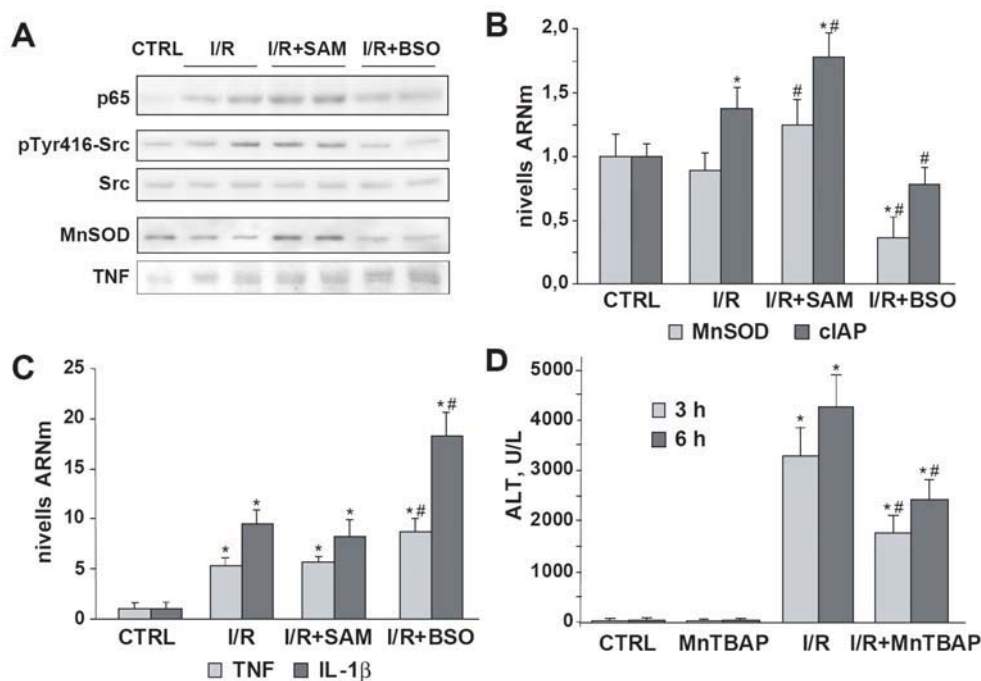 A
CTRL I/R I/R+SAM I/R+BSO
p65
pTyr416-Src
Src
MnSOD
TNF
B
nivells ARNm
2,0
1,5
1,0
0,5
0,0
* # *# *# #
CTRL I/R I/R+SAM I/R+BSO
MnSOD cIAP
C
nivells ARNm
25
20
15
10
5
0
* * * * *# *#
CTRL I/R I/R+SAM I/R+BSO
TNF IL-1β
D
ALT, U/L
5000
4000
3000
2000
1000
0
3 h
6 h
* * *# *#
CTRL MnTBAP I/R I/R+MnTBAP